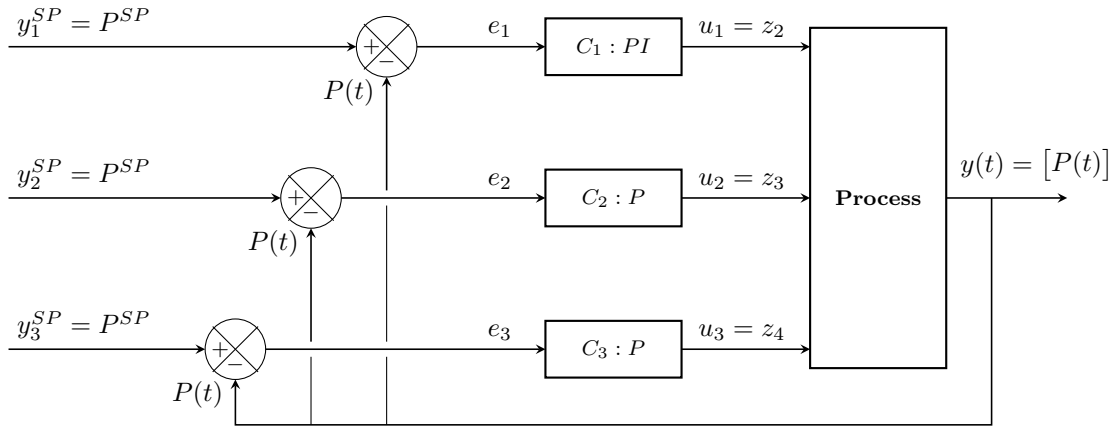 y_1^{SP} = P^{SP}
e_1
C_1 : PI
u_1 = z_2
+
−
P(t)
y_2^{SP} = P^{SP}
e_2
C_2 : P
u_2 = z_3
Process
y(t) = [P(t)]
+
−
P(t)
y_3^{SP} = P^{SP}
e_3
C_3 : P
u_3 = z_4
+
−
P(t)